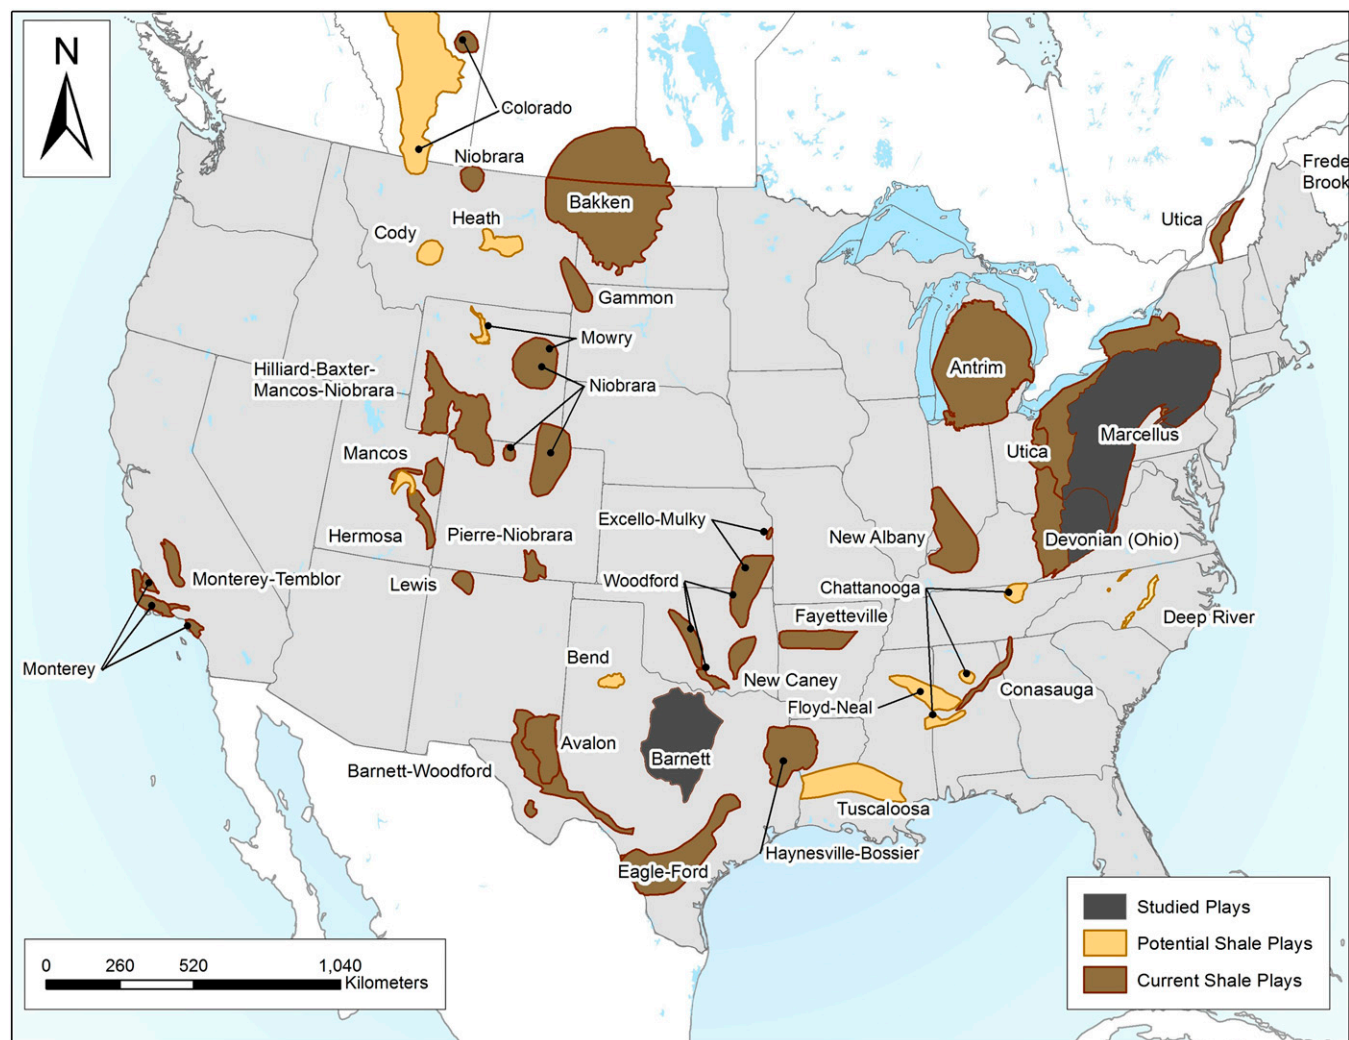 N
Colorado
Niobrara
Frede
Brook
Bakken
Utica
Heath
Cody
Gammon
Mowry
Hilliard-Baxter-
Mancos-Niobrara
Antrim
Niobrara
Marcellus
Utica
Mancos
Excello-Mulky
Hermosa
Pierre-Niobrara
New Albany
Devonian (Ohio)
Monterey-Temblor
Lewis
Woodford
Chattanooga
Fayetteville
Deep River
Monterey
Bend
New Caney
Floyd-Neal
Conasauga
Avalon
Barnett
Barnett-Woodford
Tuscaloosa
Haynesville-Bossier
Eagle-Ford
Studied Plays
Potential Shale Plays
Current Shale Plays
0 260 520 1,040
Kilometers